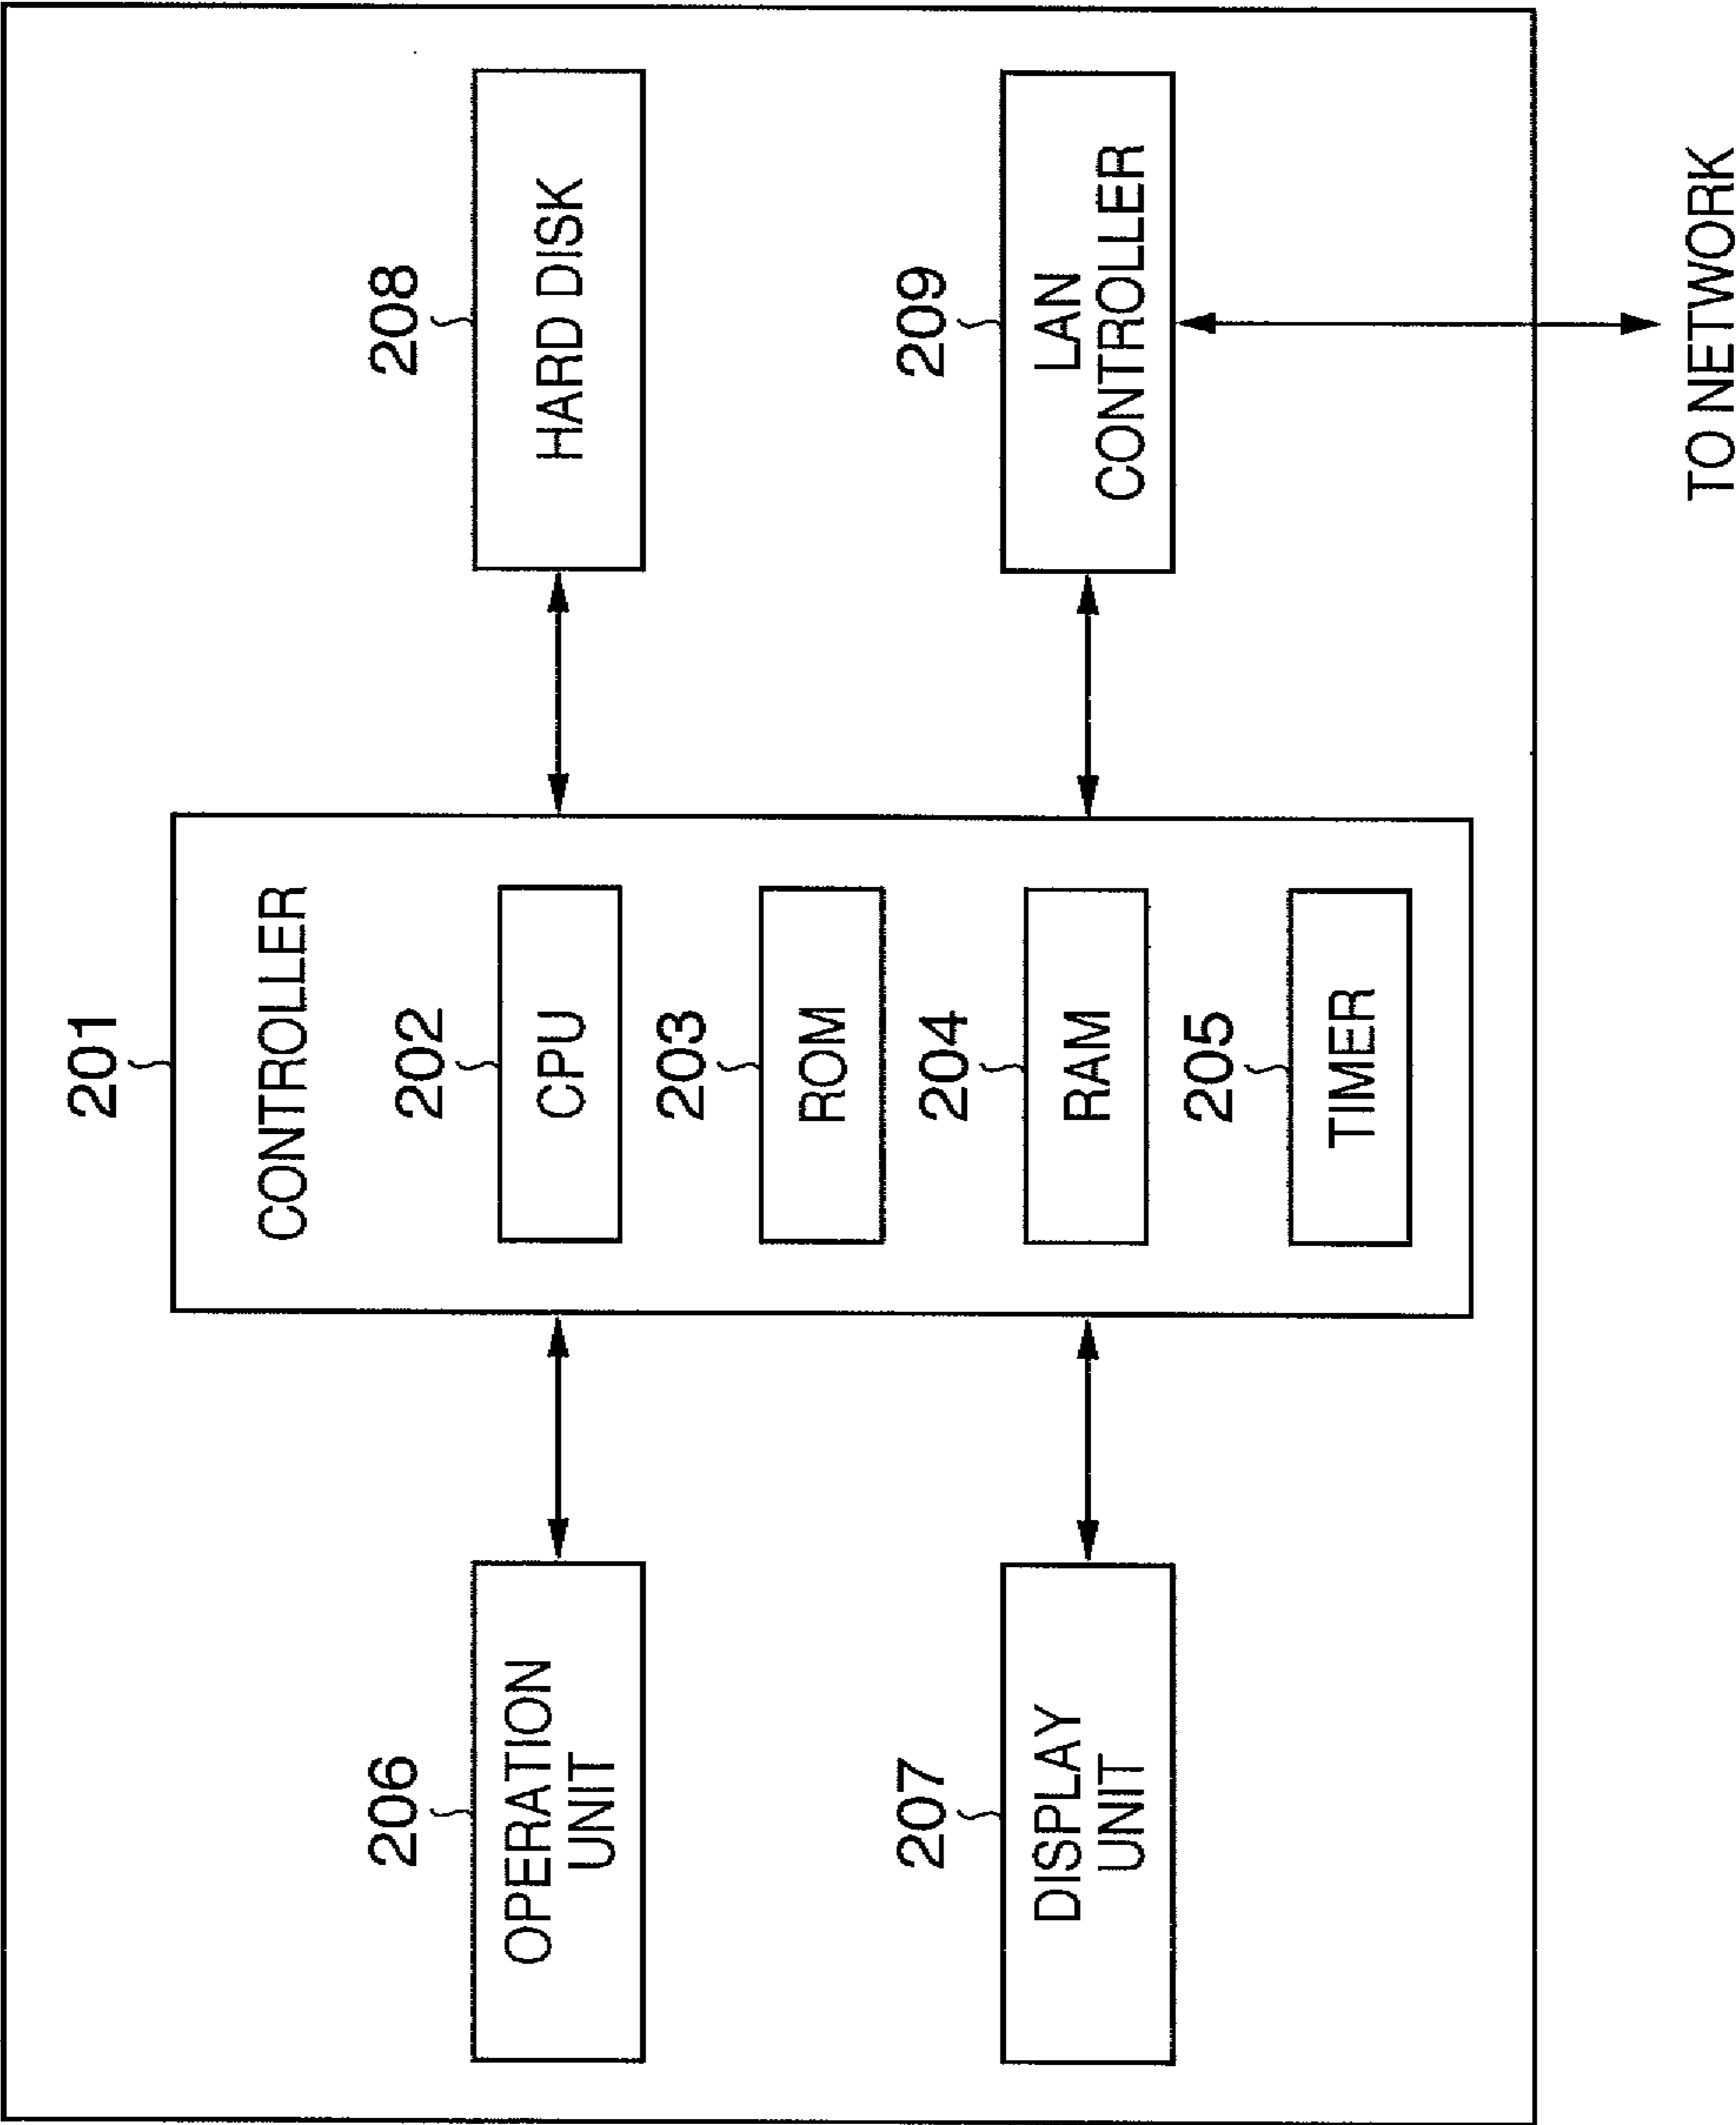 201
CONTROLLER
206
OPERATION
UNIT
202
CPU
208
HARD DISK
203
ROM
207
DISPLAY
UNIT
204
RAM
209
LAN
CONTROLLER
205
TIMER
TO NETWORK